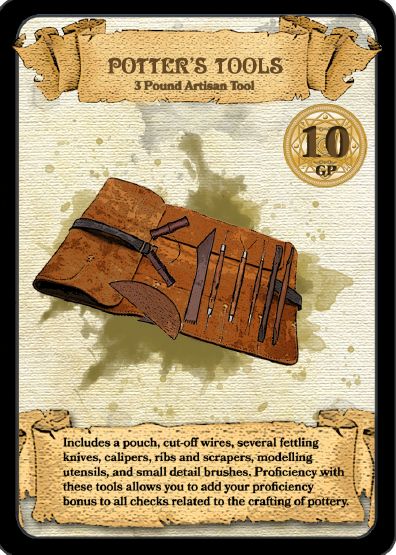 POTTER'S TOOLS
3 Pound Artisan Tool
10
GP
Includes a pouch, cut-off wires, several fettling
knives, calipers, ribs and scrapers, modelling
utensils, and small detail brushes. Proficiency with
these tools allows you to add your proficiency
bonus to all checks related to the crafting of pottery.